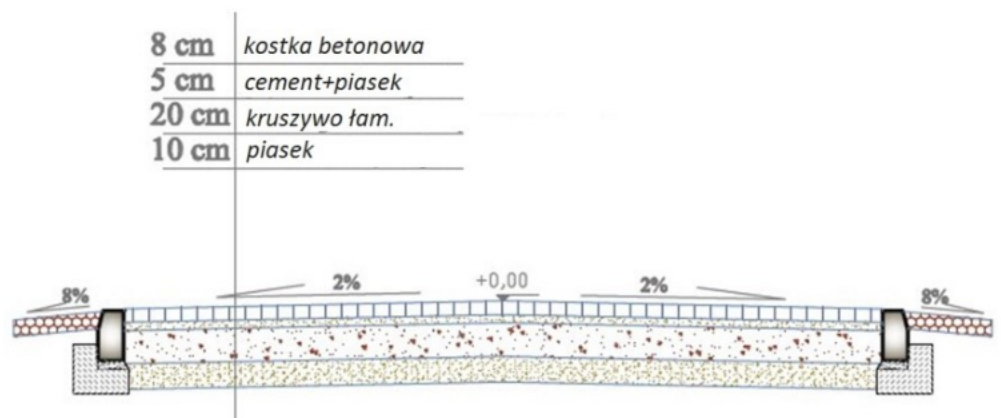 8 cm kostka betonowa
5 cm cement+piasek
20 cm kruszywo łam.
10 cm piasek
8% 2% +0,00 2% 8%